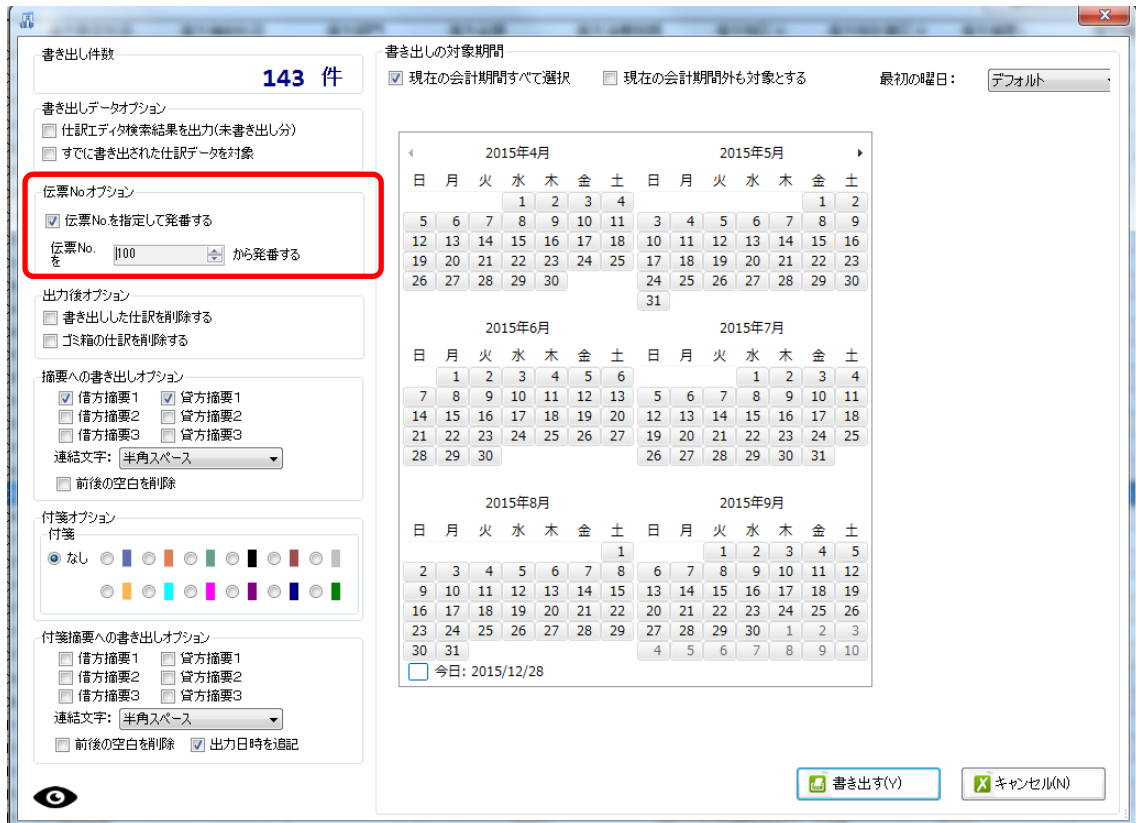 書き出し件数
143 件
書き出しデータオプション
仕訳エディタ検索結果を出力(未書き出し分)
すでに書き出された仕訳データを対象
伝票Noオプション
伝票No.を指定して発番する
伝票No.を 100 から発番する
出力後オプション
書き出しした仕訳を削除する
ゴミ箱の仕訳を削除する
摘要への書き出しオプション
借方摘要1 貸方摘要1
借方摘要2 貸方摘要2
借方摘要3 貸方摘要3
連結文字: 半角スペース
前後の空白を削除
付箋オプション
付箋
なし
付箋摘要への書き出しオプション
借方摘要1 貸方摘要1
借方摘要2 貸方摘要2
借方摘要3 貸方摘要3
連結文字: 半角スペース
前後の空白を削除 出力日時を追記
書き出しの対象期間
現在の会計期間すべて選択 現在の会計期間外も対象とする 最初の曜日: デフォルト
2015年4月 2015年5月
日 月 火 水 木 金 土 日 月 火 水 木 金 土
1 2 3 4 1 2
5 6 7 8 9 10 11 3 4 5 6 7 8 9
12 13 14 15 16 17 18 10 11 12 13 14 15 16
19 20 21 22 23 24 25 17 18 19 20 21 22 23
26 27 28 29 30 24 25 26 27 28 29 30
31
2015年6月 2015年7月
日 月 火 水 木 金 土 日 月 火 水 木 金 土
1 2 3 4 5 6 1 2 3 4
7 8 9 10 11 12 13 5 6 7 8 9 10 11
14 15 16 17 18 19 20 12 13 14 15 16 17 18
21 22 23 24 25 26 27 19 20 21 22 23 24 25
28 29 30 26 27 28 29 30 31
2015年8月 2015年9月
日 月 火 水 木 金 土 日 月 火 水 木 金 土
1 1 2 3 4 5
2 3 4 5 6 7 8 6 7 8 9 10 11 12
9 10 11 12 13 14 15 13 14 15 16 17 18 19
16 17 18 19 20 21 22 20 21 22 23 24 25 26
23 24 25 26 27 28 29 27 28 29 30 1 2 3
30 31 4 5 6 7 8 9 10
今日: 2015/12/28
書き出す(Y) キャンセル(N)